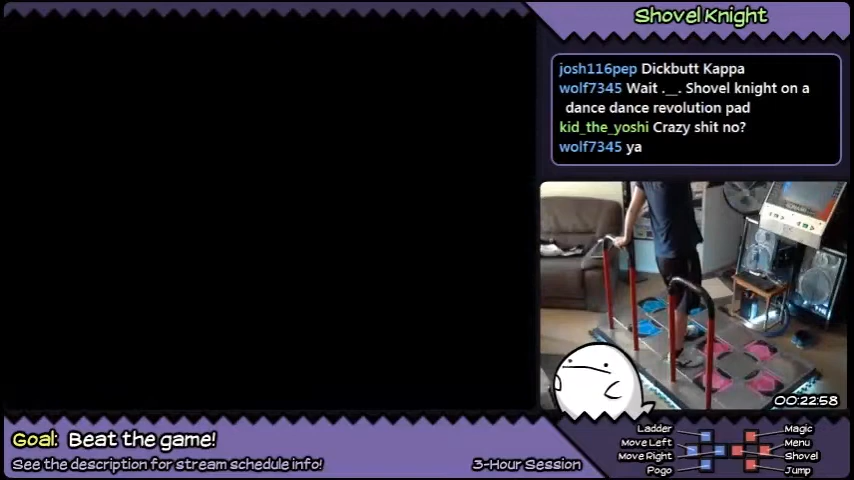 Shovel Knight
josh116pep Dickbutt Kappa
wolf7345 Wait .__. Shovel knight on a
dance dance revolution pad
kid_the_yoshi Crazy shit no?
wolf7345 ya
00:22:58
Goal: Beat the game!
See the description for stream schedule info!
3-Hour Session
Ladder
Move Left
Move Right
Pogo
Magic
Menu
Shovel
Jump